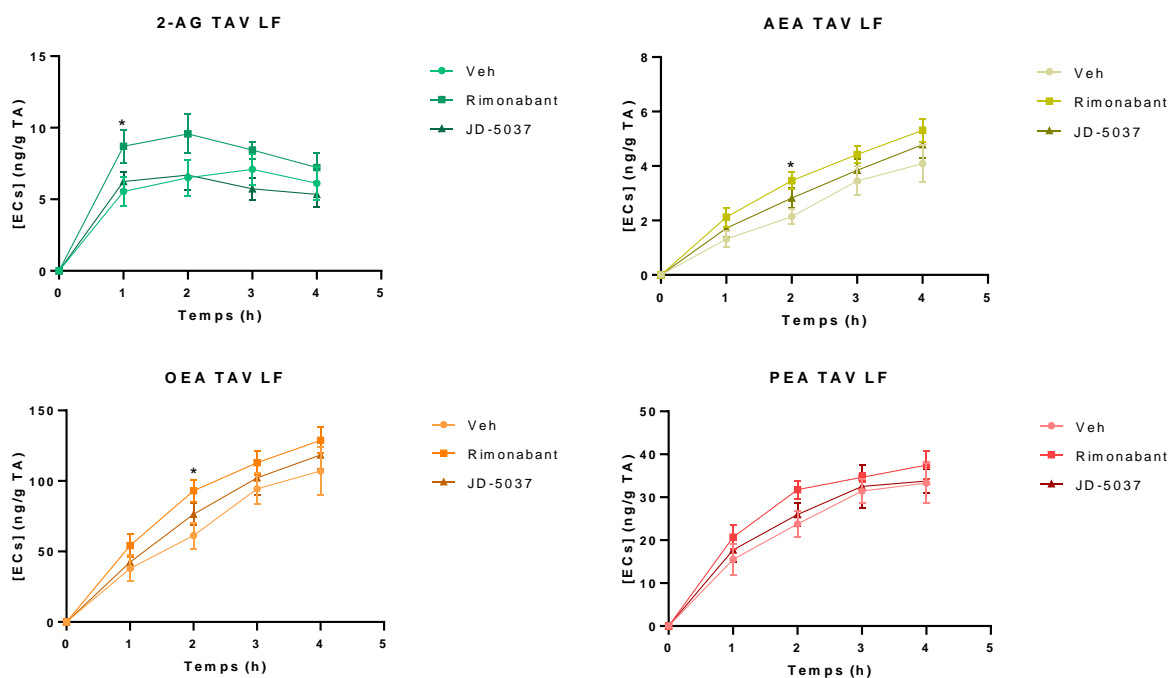 2-AG TAV LF
15
10
5
0
[ECs] (ng/g TA)
*
0 1 2 3 4 5
Temps (h)
Veh
Rimonabant
JD-5037
AEA TAV LF
8
6
4
2
0
[ECs] (ng/g TA)
*
0 1 2 3 4 5
Temps (h)
Veh
Rimonabant
JD-5037
OEA TAV LF
150
100
50
0
[ECs] (ng/g TA)
*
0 1 2 3 4 5
Temps (h)
Veh
Rimonabant
JD-5037
PEA TAV LF
50
40
30
20
10
0
[ECs] (ng/g TA)
0 1 2 3 4 5
Temps (h)
Veh
Rimonabant
JD-5037